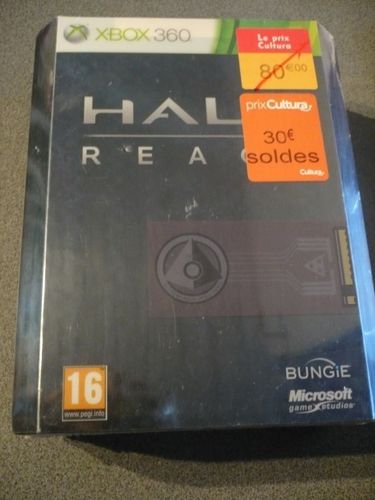 XBOX 360
Le prix
Cultura
80€00
HAL
prixCultura
30€
soldes
Cultura
REAC
16
www.pegi.info
BUNGiE
Microsoft
game studios